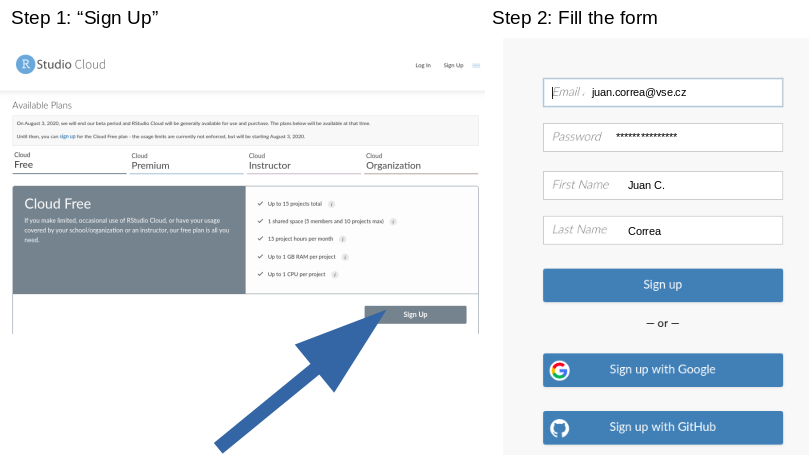 Step 1: “Sign Up”
R Studio Cloud
Log In Sign Up
Available Plans
On August 3, 2020, we will end our beta period and RStudio Cloud will be generally available for use and purchase. The plans below will be available at that time.
Until then, you can sign up for the Cloud Free plan - the usage limits are currently not enforced, but will be starting August 3, 2020.
Cloud
Free
Cloud
Premium
Cloud
Instructor
Cloud
Organization
Cloud Free
If you make limited, occasional use of RStudio Cloud, or have your usage
covered by your school/organization or an instructor, our free plan is all you
need.
Up to 15 projects total
1 shared space (5 members and 10 projects max)
15 project hours per month
Up to 1 GB RAM per project
Up to 1 CPU per project
Sign Up
Step 2: Fill the form
Email juan.correa@vse.cz
Password ***************
First Name Juan C.
Last Name Correa
Sign up
— or —
Sign up with Google
Sign up with GitHub